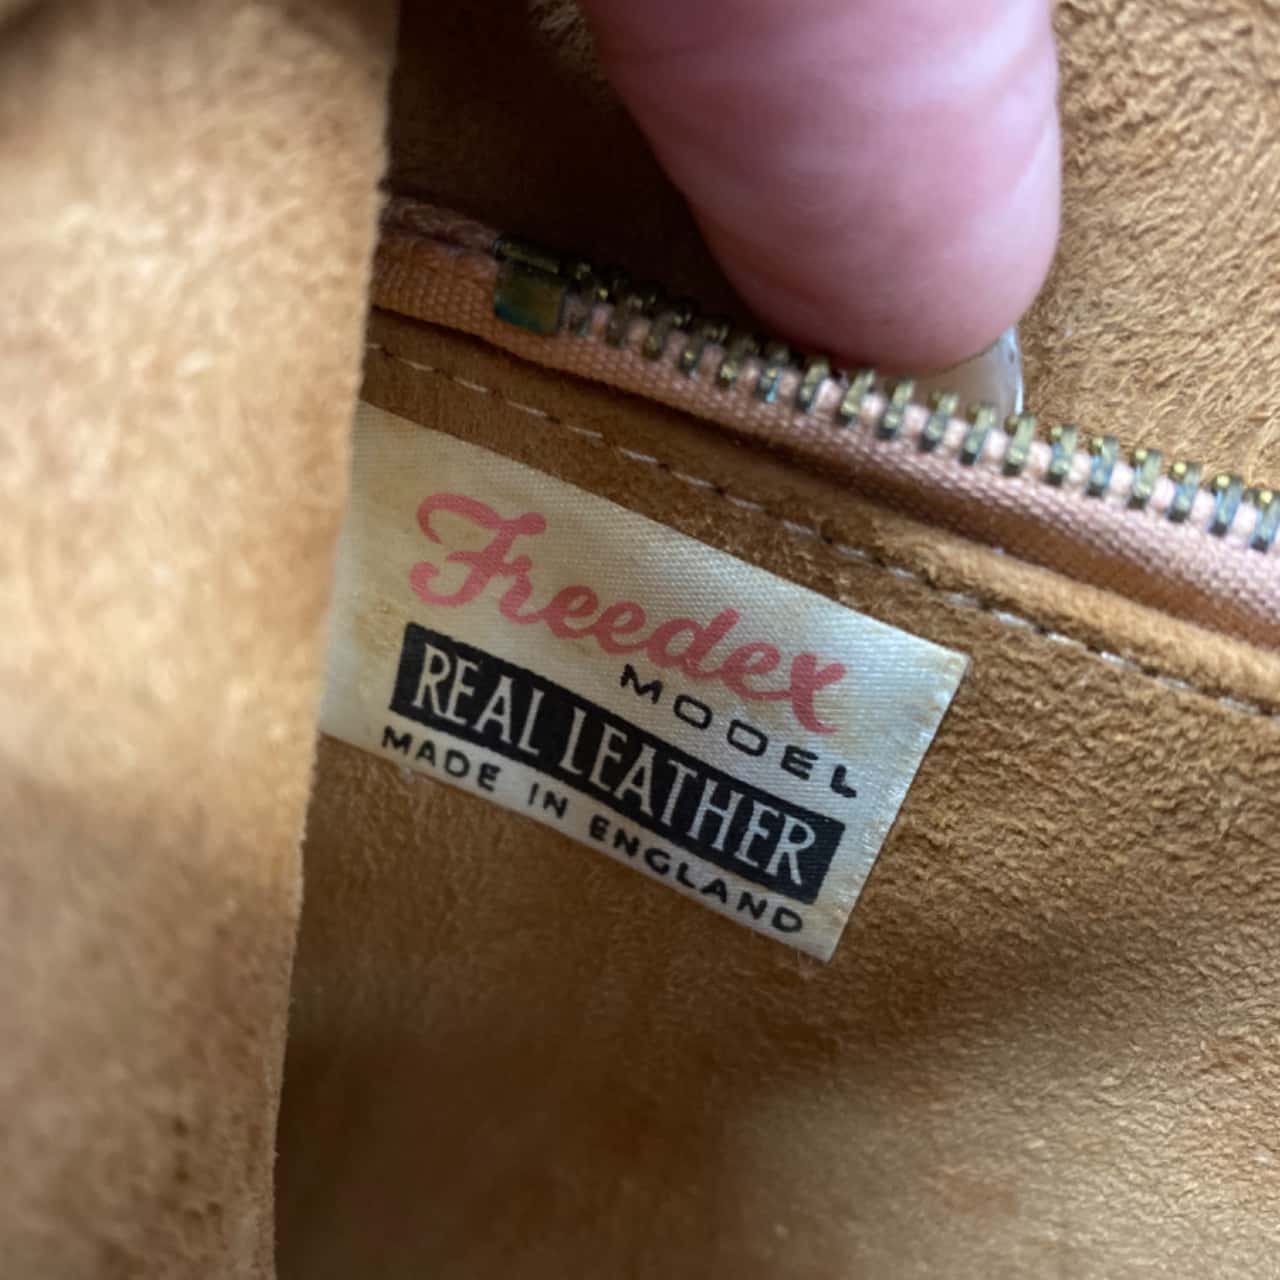 Freedex
MODEL
REAL LEATHER
MADE IN ENGLAND